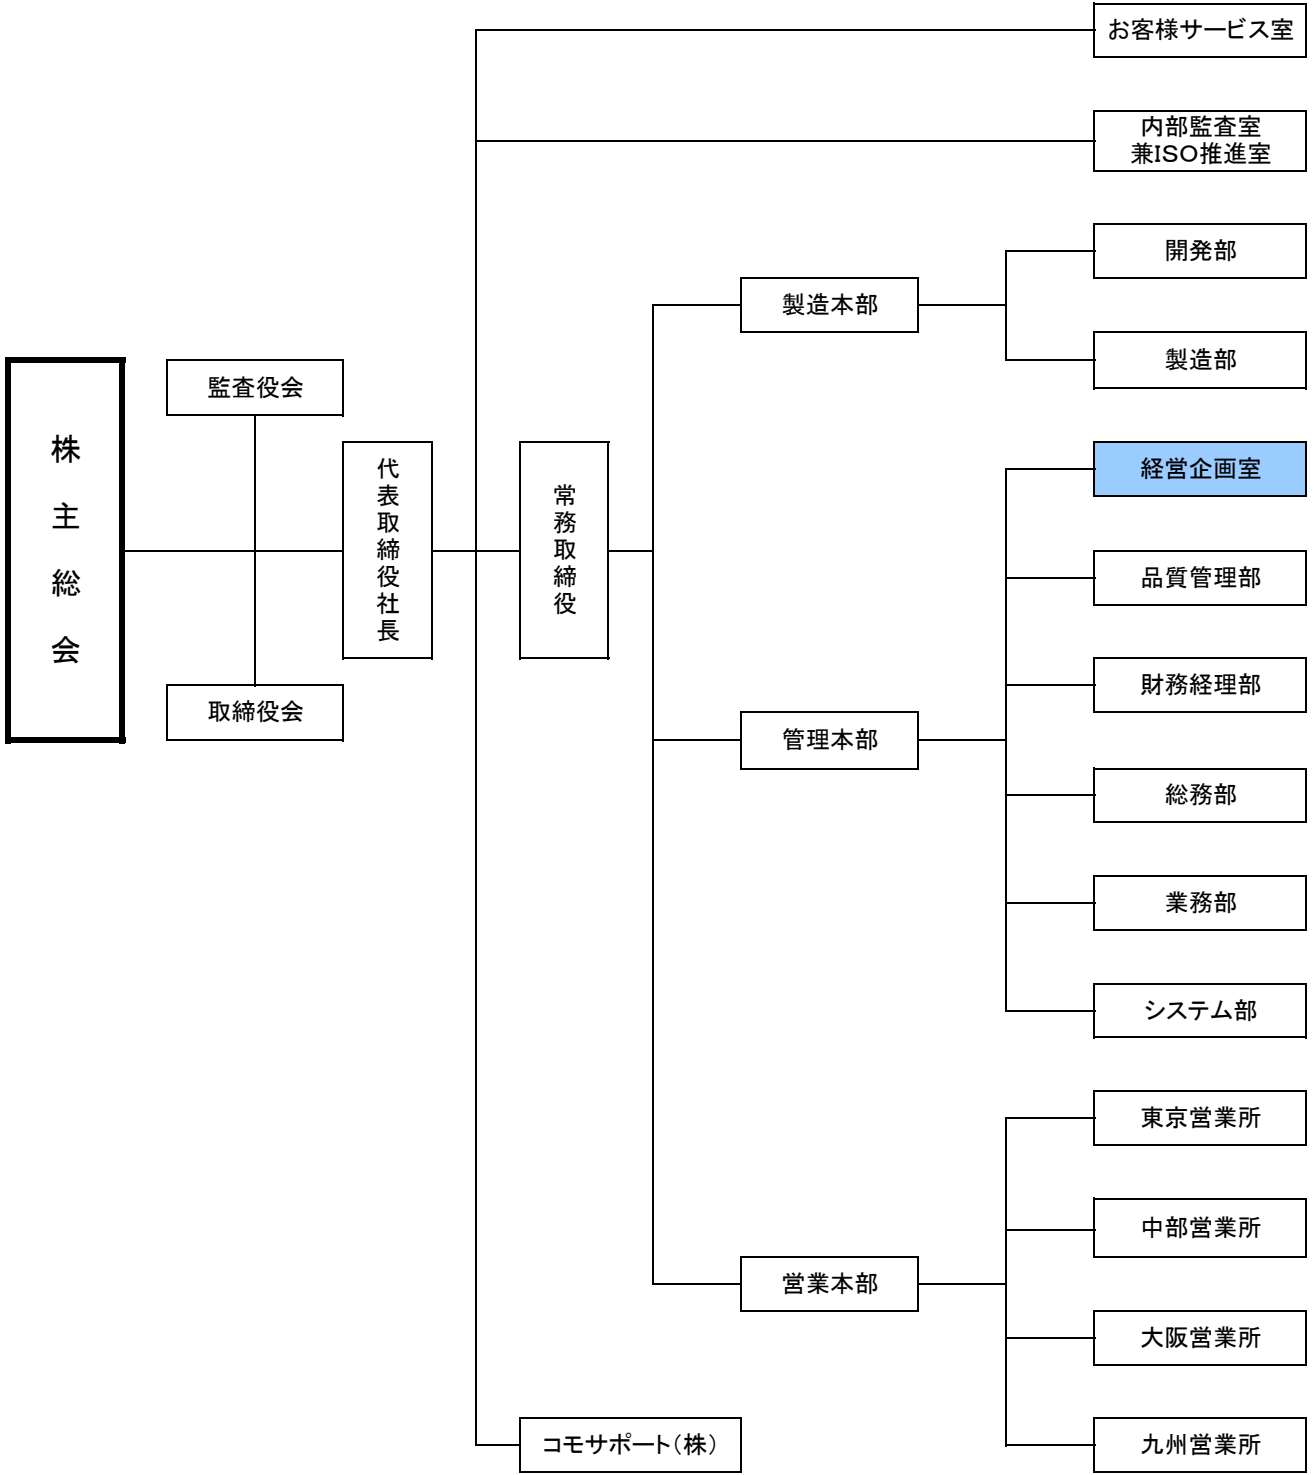 お客様サービス室
内部監査室
兼ISO推進室
開発部
製造本部
製造部
監査役会
株主総会
代表取締役社長
常務取締役
経営企画室
品質管理部
財務経理部
取締役会
管理本部
総務部
業務部
システム部
東京営業所
中部営業所
営業本部
大阪営業所
コモサポート（株）
九州営業所